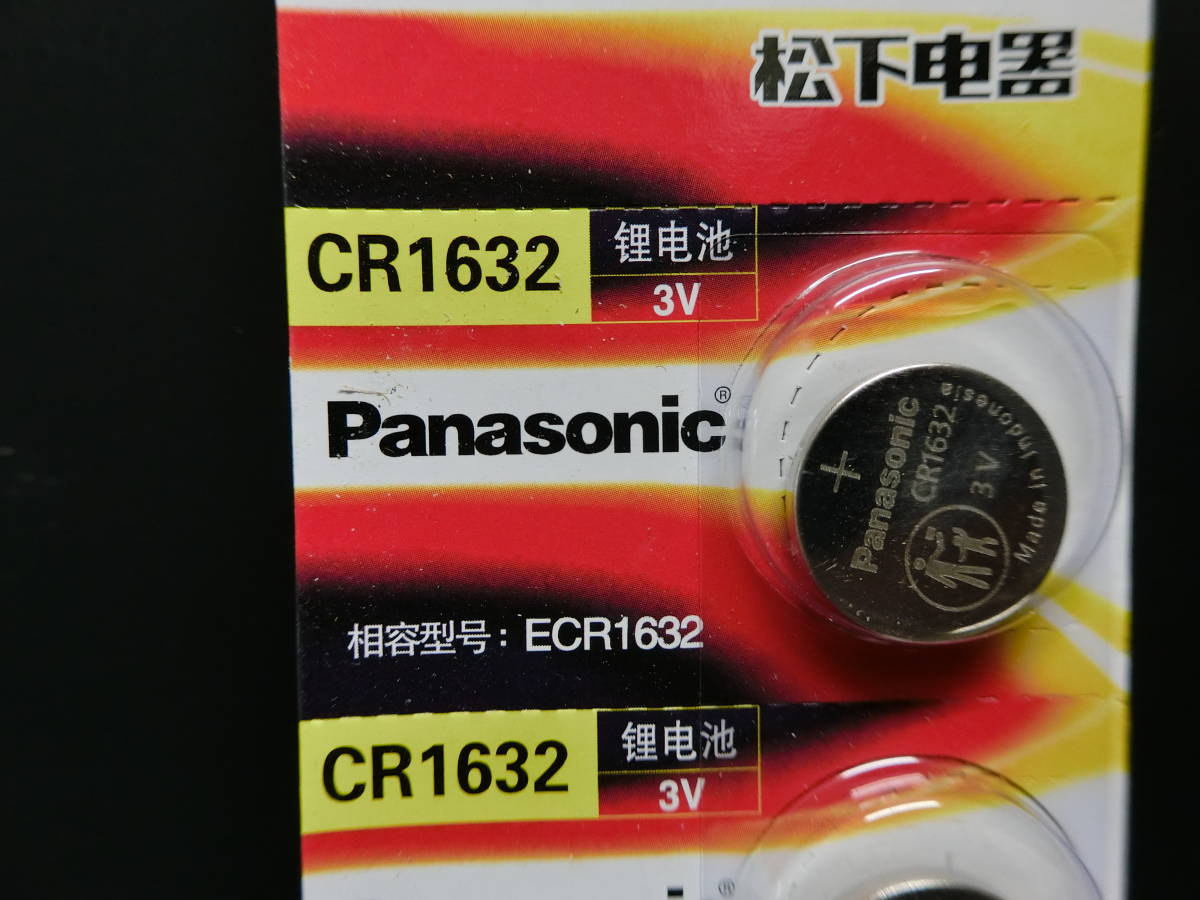 松下电器
CR1632
锂电池
3V
Panasonic®
+
Panasonic
CR1632
3V
Made in Indonesia
相容型号：ECR1632
CR1632
锂电池
3V
®